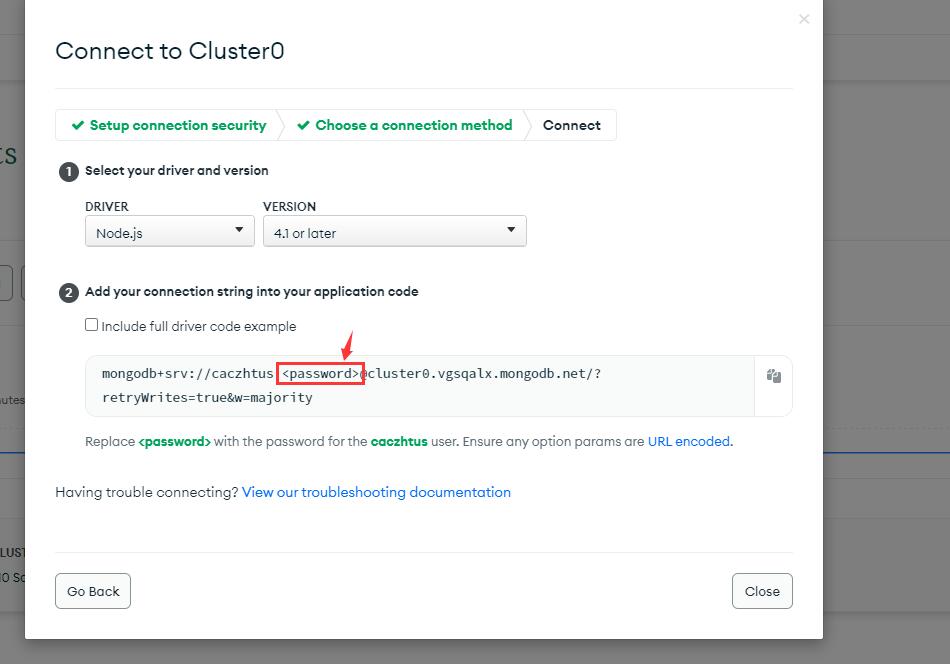 ×
Connect to Cluster0
Setup connection security
Choose a connection method
Connect
1 Select your driver and version
DRIVER VERSION
Node.js 4.1 or later
2 Add your connection string into your application code
Include full driver code example
mongodb+srv://caczhtus:<password>@cluster0.vgsqalx.mongodb.net/?
retryWrites=true&w=majority
Replace <password> with the password for the caczhtus user. Ensure any option params are URL encoded.
Having trouble connecting? View our troubleshooting documentation
Go Back Close